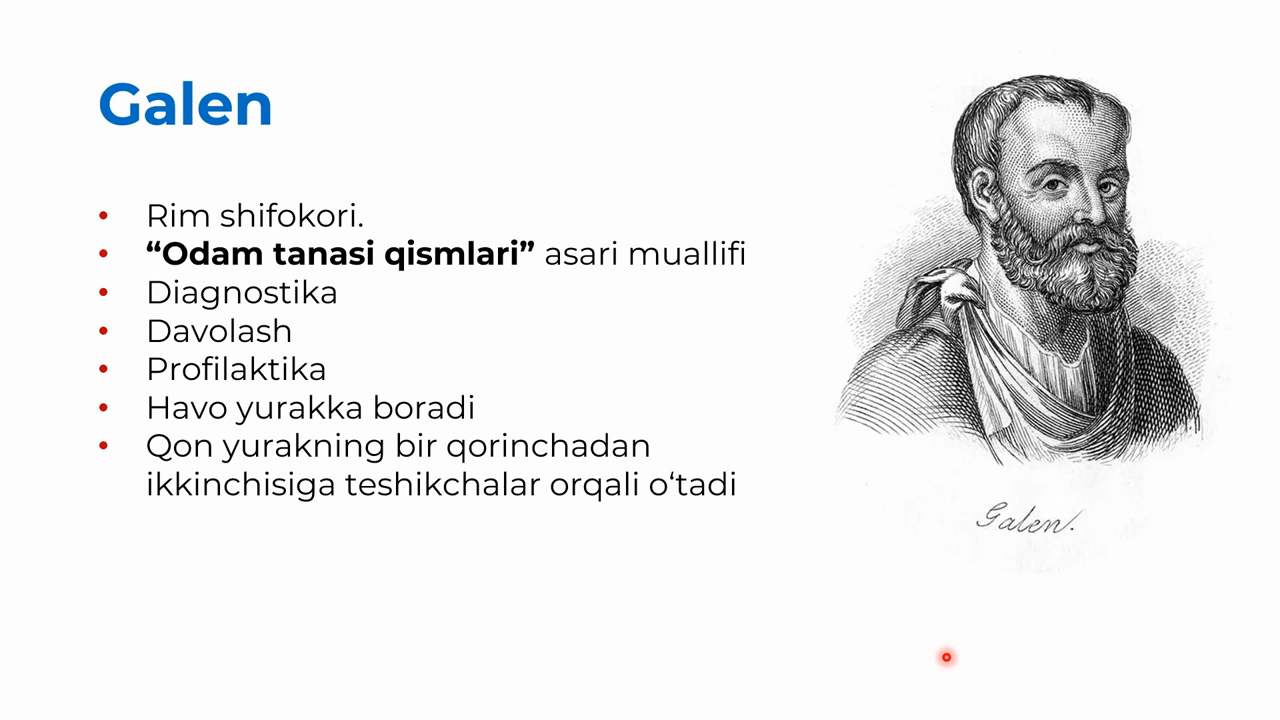 Galen
• Rim shifokori.
• “Odam tanasi qismlari” asari muallifi
• Diagnostika
• Davolash
• Profilaktika
• Havo yurakka boradi
• Qon yurakning bir qorinchadan
ikkinchisiga teshikchalar orqali o‘tadi
Galen.